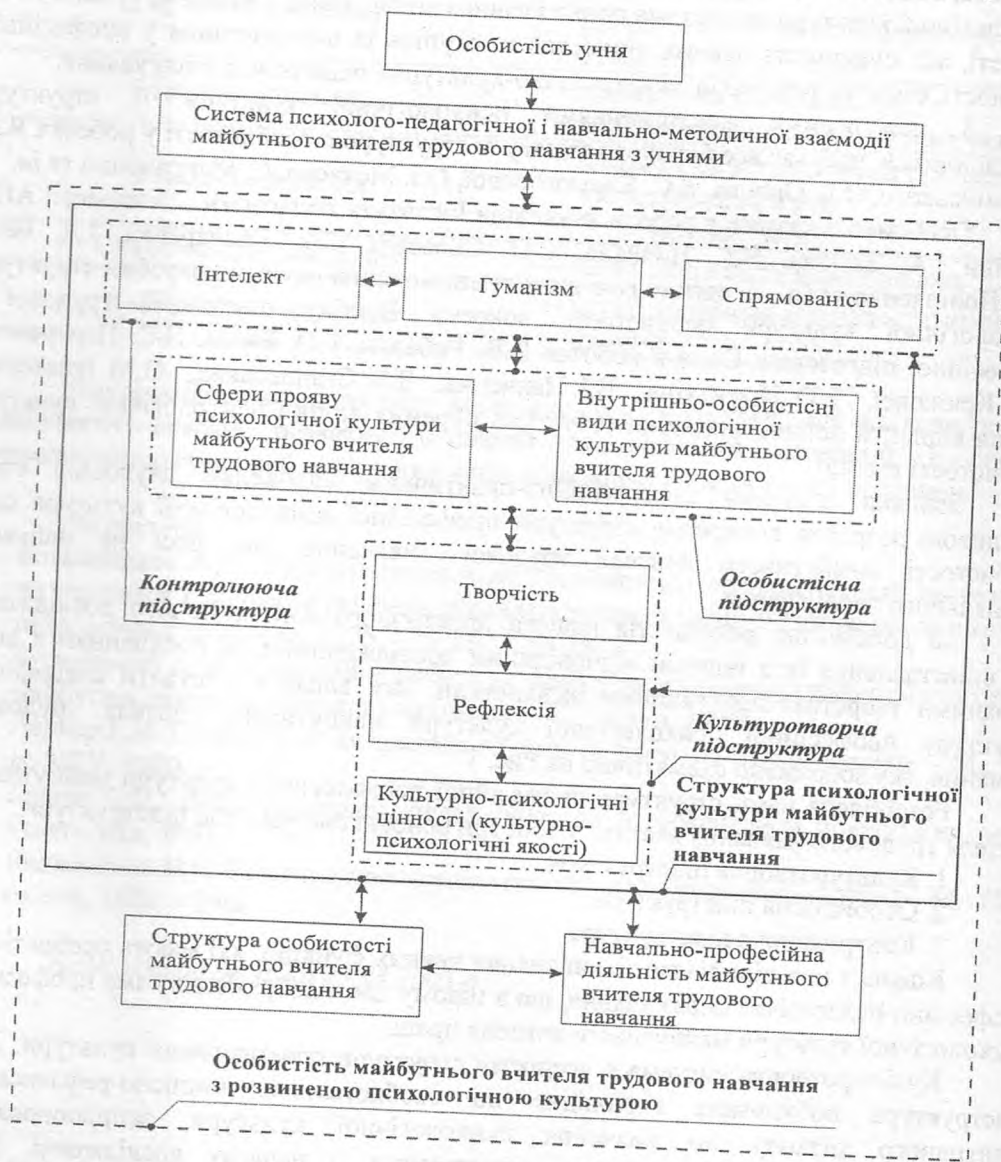 Особистість учня
Система психолого-педагогічної і навчально-методичної взаємодії
майбутнього вчителя трудового навчання з учнями
Інтелект
Гуманізм
Спрямованість
Сфери прояву
психологічної культури
майбутнього вчителя
трудового навчання
Внутрішньо-особистісні
види психологічної
культури майбутнього
вчителя трудового
навчання
Контролююча
підструктура
Творчість
Особистісна
підструктура
Рефлексія
Культуротворча
підструктура
Культурно-психологічні
цінності (культурно-
психологічні якості)
Структура психологічної
культури майбутнього
вчителя трудового
навчання
Структура особистості
майбутнього вчителя
трудового навчання
Навчально-професійна
діяльність майбутнього
вчителя трудового
навчання
Особистість майбутнього вчителя трудового навчання
з розвиненою психологічною культурою